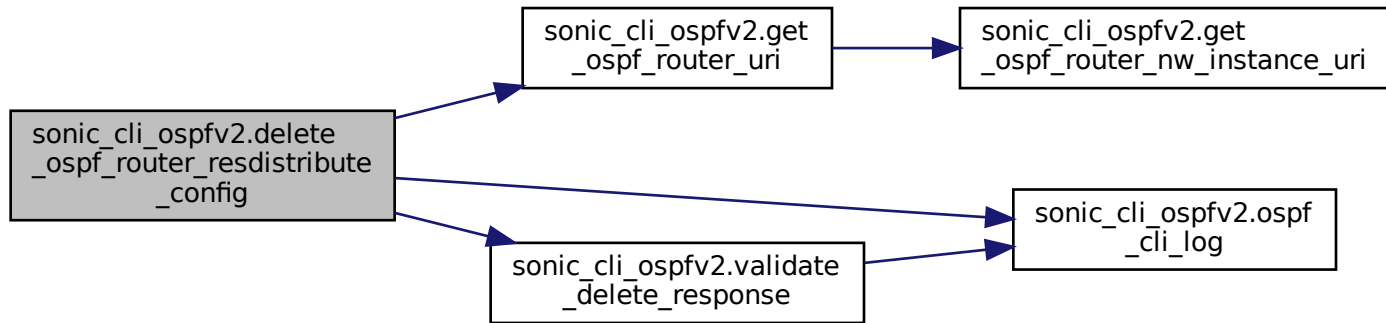 sonic_cli_ospfv2.delete
_ospf_router_resdistribute
_config
sonic_cli_ospfv2.get
_ospf_router_uri
sonic_cli_ospfv2.get
_ospf_router_nw_instance_uri
sonic_cli_ospfv2.ospf
_cli_log
sonic_cli_ospfv2.validate
_delete_response